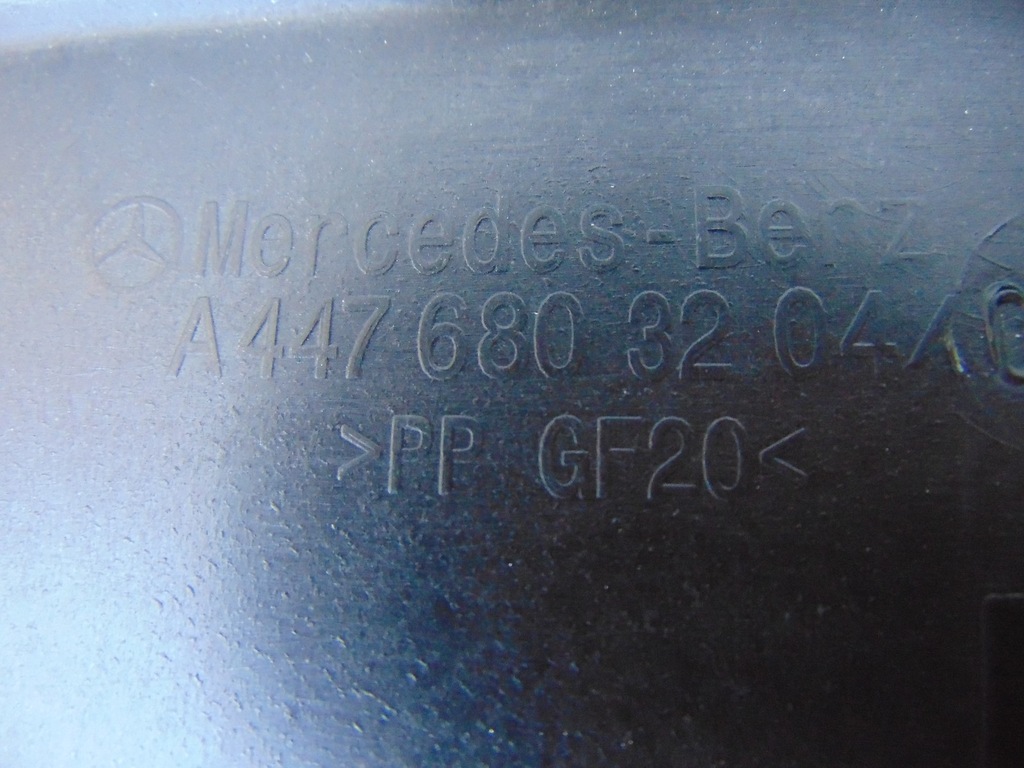 Mercedes-Benz
A 447 680 32 04 /
>PP GF20<